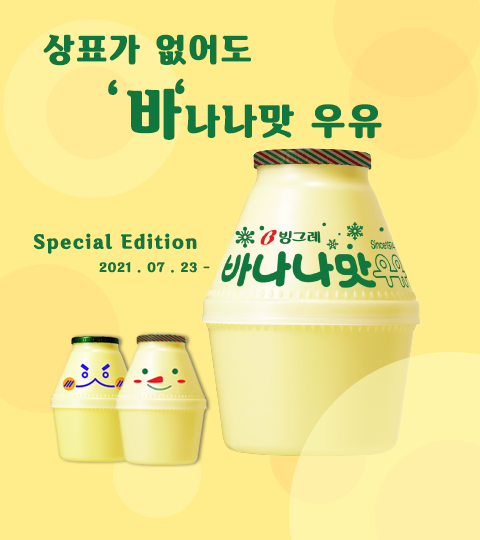 상표가 없어도
‘바‘나나맛 우유
빙그레
Special Edition
바나나맛우유
2021 . 07 . 23 -